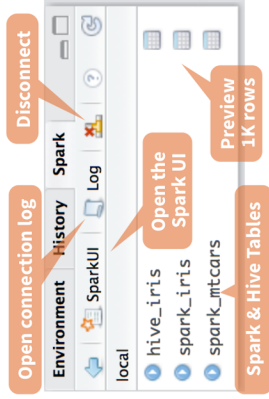 Open connection log
Disconnect
Environment History Spark
SparkUI Log
local
Open the
Spark UI
hive_iris
spark_iris
spark_mtcars
Preview
1K rows
Spark & Hive Tables